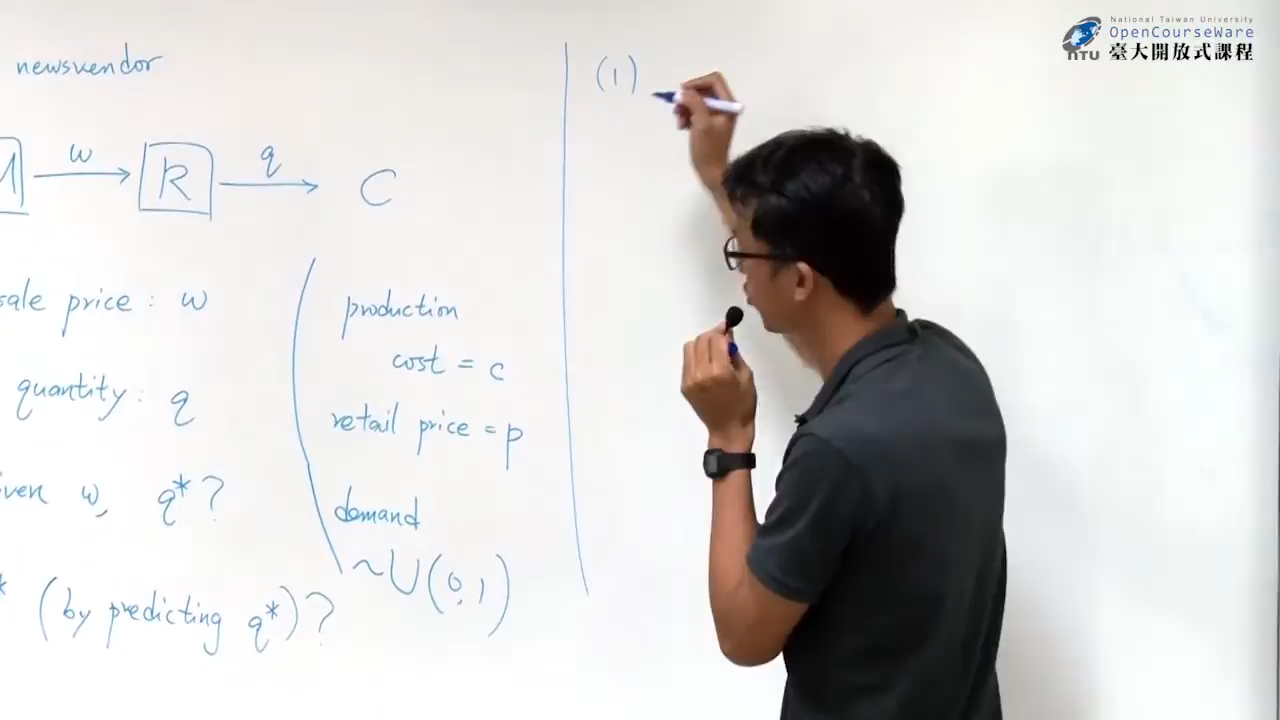 newsvendor
w
R
q
C
sale price : w
quantity : q
iven w, q* ?
* (by predicting q*) ?
production
cost = c
retail price = p
demand
~ U(0,1)
(1)
National Taiwan University
OpenCourseWare
臺大開放式課程
NTU